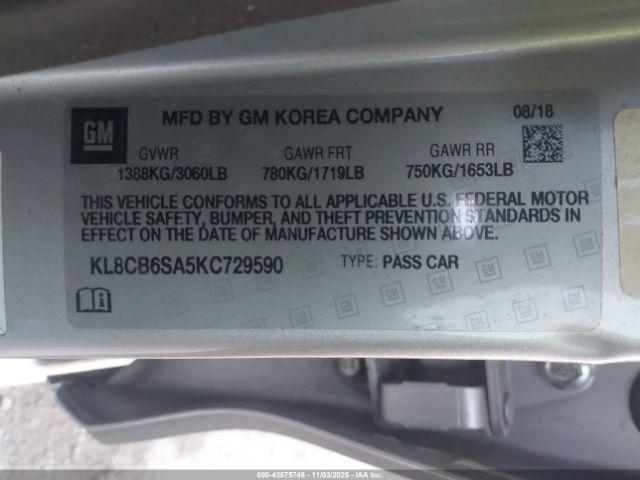 GM
MFD BY GM KOREA COMPANY
08/18
GVWR GAWR FRT GAWR RR
1388KG/3060LB 780KG/1719LB 750KG/1653LB
THIS VEHICLE CONFORMS TO ALL APPLICABLE U.S. FEDERAL MOTOR
VEHICLE SAFETY, BUMPER, AND THEFT PREVENTION STANDARDS IN
EFFECT ON THE DATE OF MANUFACTURE SHOWN ABOVE.
KL8CB6SA5KC729590 TYPE: PASS CAR
000-43575746 - 11/03/2025 - COPYRIGHT IAA, Inc.